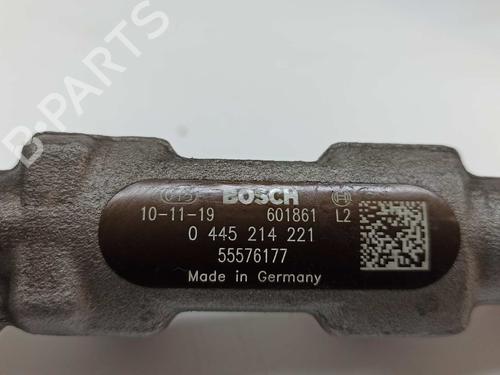 B-PARTS
BOSCH
10-11-19 601861 L2
0 445 214 221
55576177
Made in Germany